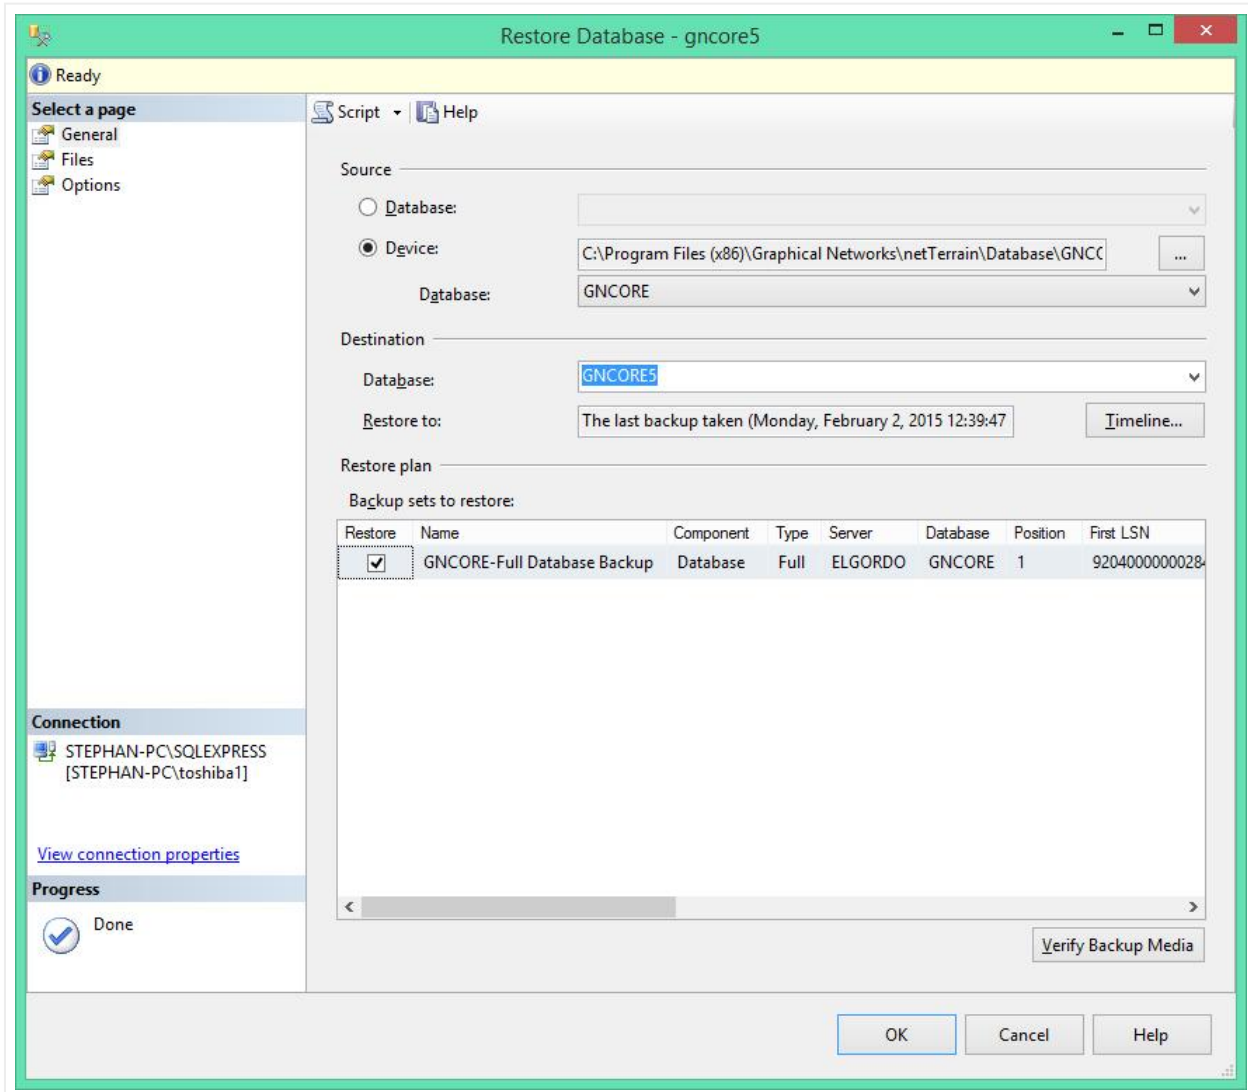 Restore Database - gncore5
Ready
Select a page
General
Files
Options
Script
Help
Source
Database:
Device:
C:\Program Files (x86)\Graphical Networks\netTerrain\Database\GNCC
...
Database:
GNCORE
Destination
Database:
GNCORE5
Restore to:
The last backup taken (Monday, February 2, 2015 12:39:47
Timeline...
Restore plan
Backup sets to restore:
Restore Name Component Type Server Database Position First LSN
GNCORE-Full Database Backup Database Full ELGORDO GNCORE 1 9204000000028
Connection
STEPHAN-PC\SQLEXPRESS
[STEPHAN-PC\toshiba1]
View connection properties
Progress
Done
Verify Backup Media
OK Cancel Help